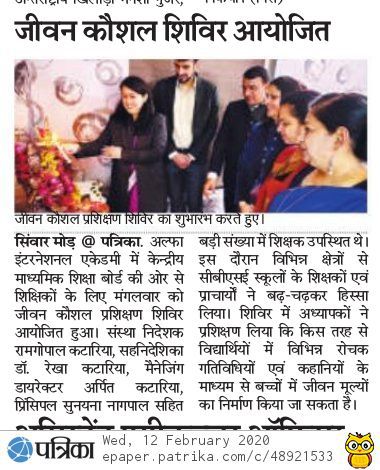 जीवन कौशल शिविर आयोजित
जीवन कौशल प्रशिक्षण शिविर का शुभारंभ करते हुए।
सिंवार मोड़ @ पत्रिका. अल्फा
इंटरनेशनल एकेडमी में केन्द्रीय
माध्यमिक शिक्षा बोर्ड की ओर से
शिक्षिकों के लिए मंगलवार को
जीवन कौशल प्रशिक्षण शिविर
आयोजित हुआ। संस्था निदेशक
रामगोपाल कटारिया, सहनिदेशिका
डॉ. रेखा कटारिया, मैनेजिंग
डायरेक्टर अर्पित कटारिया,
प्रिंसिपल सुनयना नागपाल सहित
बड़ी संख्या में शिक्षक उपस्थित थे।
इस दौरान विभिन्न क्षेत्रों से
सीबीएसई स्कूलों के शिक्षकों एवं
प्राचार्यों ने बढ़-चढ़कर हिस्सा
लिया। शिविर में अध्यापकों ने
प्रशिक्षण लिया कि किस तरह से
विद्यार्थियों में विभिन्न रोचक
गतिविधियों एवं कहानियों के
माध्यम से बच्चों में जीवन मूल्यों
का निर्माण किया जा सकता है।
पत्रिका Wed, 12 February 2020
epaper.patrika.com/c/48921533